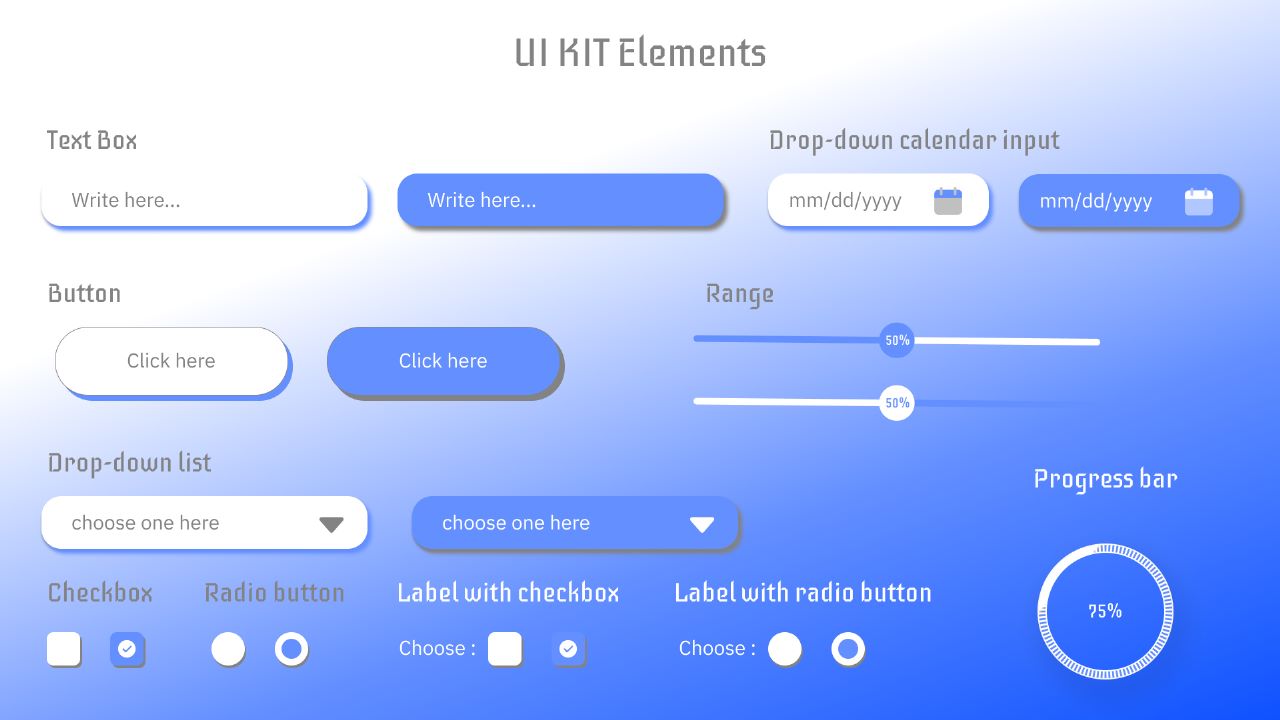 UI KIT Elements
Text Box
Drop-down calendar input
Write here...
Write here...
mm/dd/yyyy
mm/dd/yyyy
Button
Range
Click here
Click here
50%
50%
Drop-down list
Progress bar
choose one here
choose one here
Checkbox
Radio button
Label with checkbox
Label with radio button
75%
Choose :
Choose :